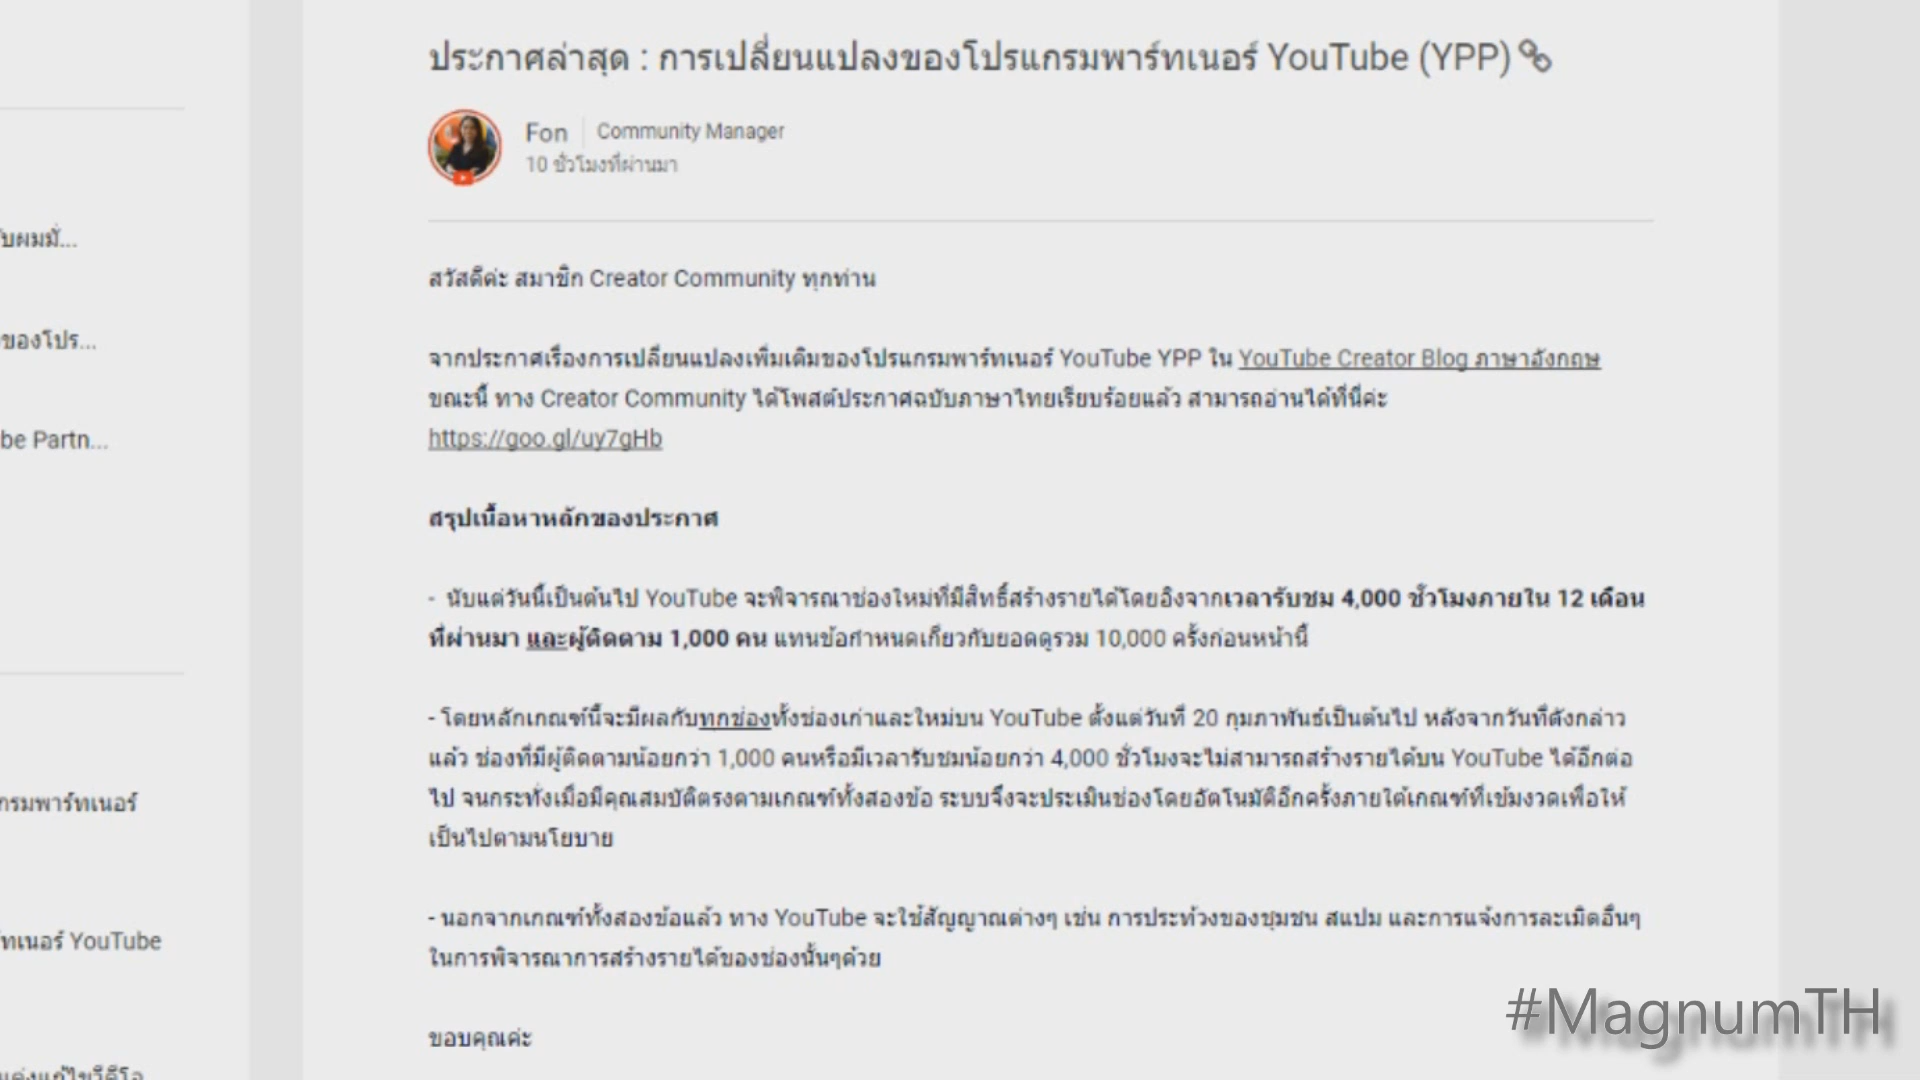 ประกาศล่าสุด : การเปลี่ยนแปลงของโปรแกรมพาร์ทเนอร์ YouTube (YPP)
Fon
Community Manager
10 ชั่วโมงที่ผ่านมา
สวัสดีค่ะ สมาชิก Creator Community ทุกท่าน
จากประกาศเรื่องการเปลี่ยนแปลงเพิ่มเติมของโปรแกรมพาร์ทเนอร์ YouTube YPP ใน YouTube Creator Blog ภาษาอังกฤษ
ขณะนี้ ทาง Creator Community ได้โพสต์ประกาศฉบับภาษาไทยเรียบร้อยแล้ว สามารถอ่านได้ที่นี่ค่ะ
https://goo.gl/uy7gHb
สรุปเนื้อหาหลักของประกาศ
- นับแต่วันนี้เป็นต้นไป YouTube จะพิจารณาช่องใหม่ที่มีสิทธิ์สร้างรายได้โดยอิงจากเวลารับชม 4,000 ชั่วโมงภายใน 12 เดือน
ที่ผ่านมา และผู้ติดตาม 1,000 คน แทนข้อกำหนดเกี่ยวกับยอดดูรวม 10,000 ครั้งก่อนหน้านี้
- โดยหลักเกณฑ์นี้จะมีผลกับทุกช่องทั้งช่องเก่าและใหม่บน YouTube ตั้งแต่วันที่ 20 กุมภาพันธ์เป็นต้นไป หลังจากวันที่ดังกล่าว
แล้ว ช่องที่มีผู้ติดตามน้อยกว่า 1,000 คนหรือมีเวลารับชมน้อยกว่า 4,000 ชั่วโมงจะไม่สามารถสร้างรายได้บน YouTube ได้อีกต่อ
ไป จนกระทั่งเมื่อมีคุณสมบัติตรงตามเกณฑ์ทั้งสองข้อ ระบบจึงจะประเมินช่องโดยอัตโนมัติอีกครั้งภายใต้เกณฑ์ที่เข้มงวดเพื่อให้
เป็นไปตามนโยบาย
- นอกจากเกณฑ์ทั้งสองข้อแล้ว ทาง YouTube จะใช้สัญญาณต่างๆ เช่น การประท้วงของชุมชน สแปม และการแจ้งการละเมิดอื่นๆ
ในการพิจารณาการสร้างรายได้ของช่องนั้นๆด้วย
ขอบคุณค่ะ
ับผมมั่...
ของโปร...
be Partn...
กรมพาร์ทเนอร์
ทเนอร์ YouTube
#MagnumTH